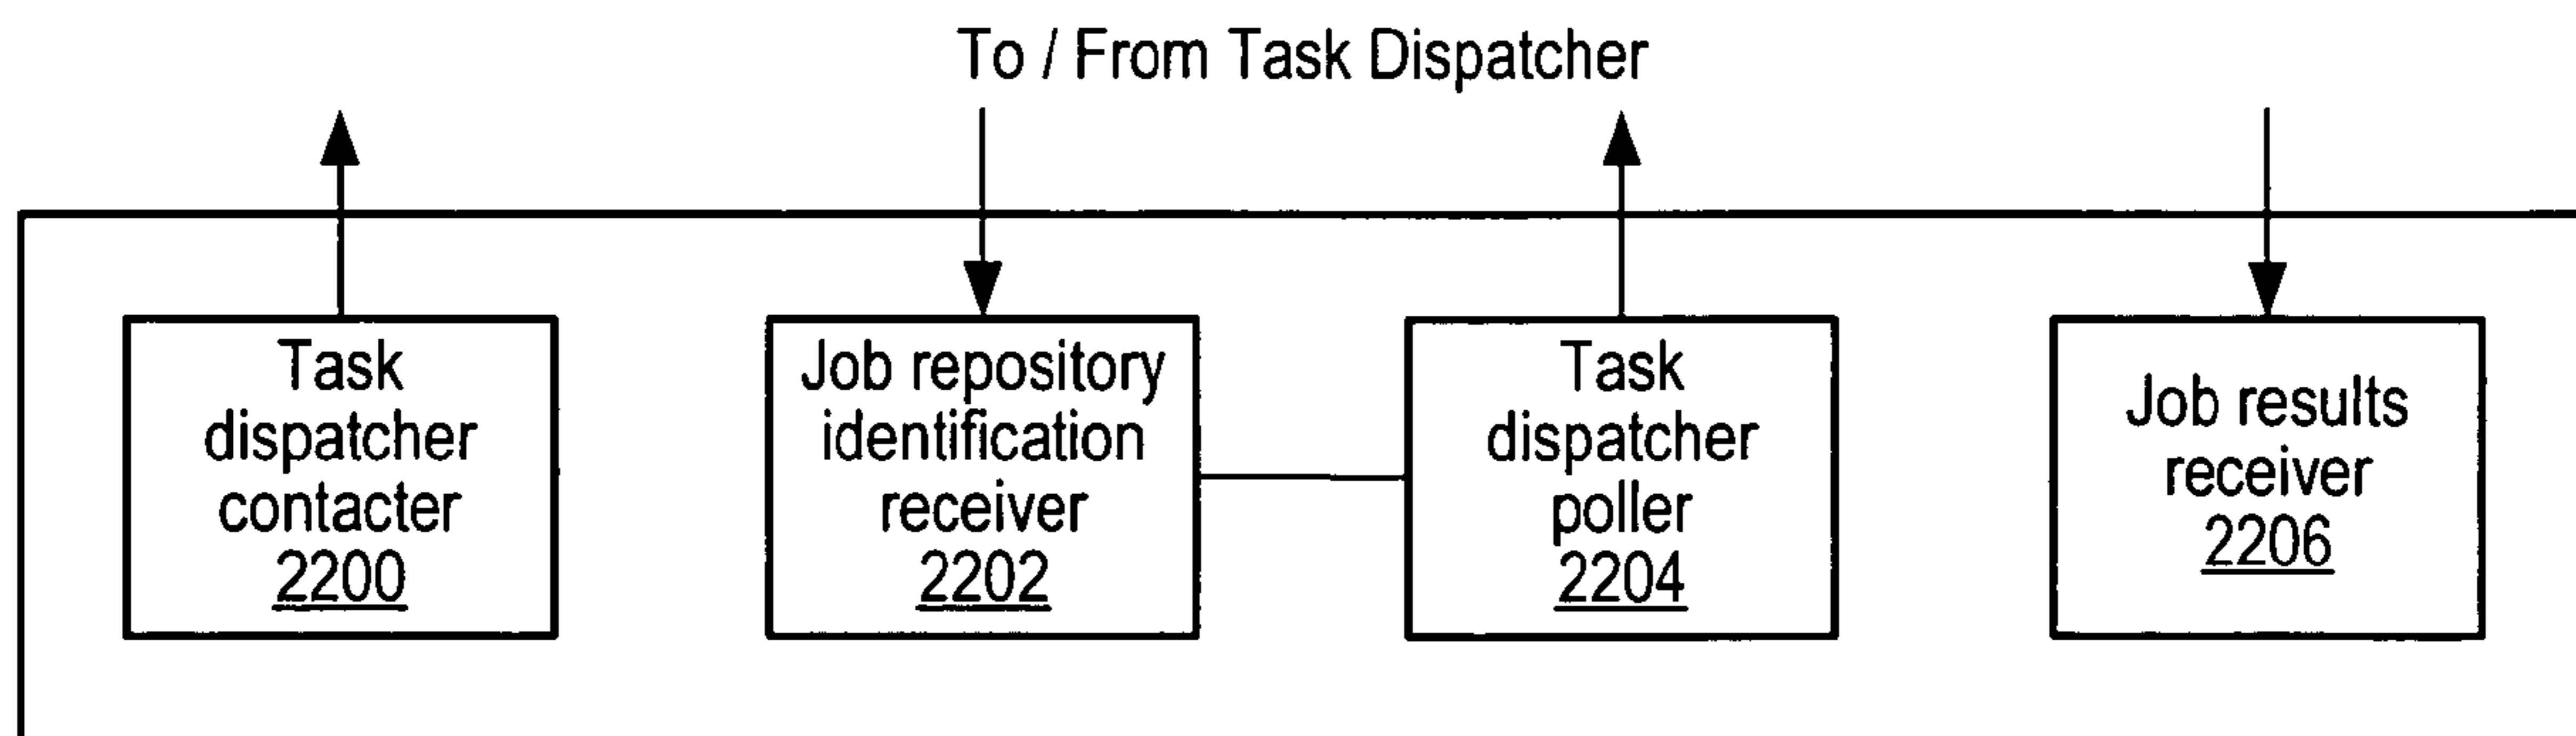 To / From Task Dispatcher
Task
dispatcher
contacter
2200
Job repository
identification
receiver
2202
Task
dispatcher
poller
2204
Job results
receiver
2206